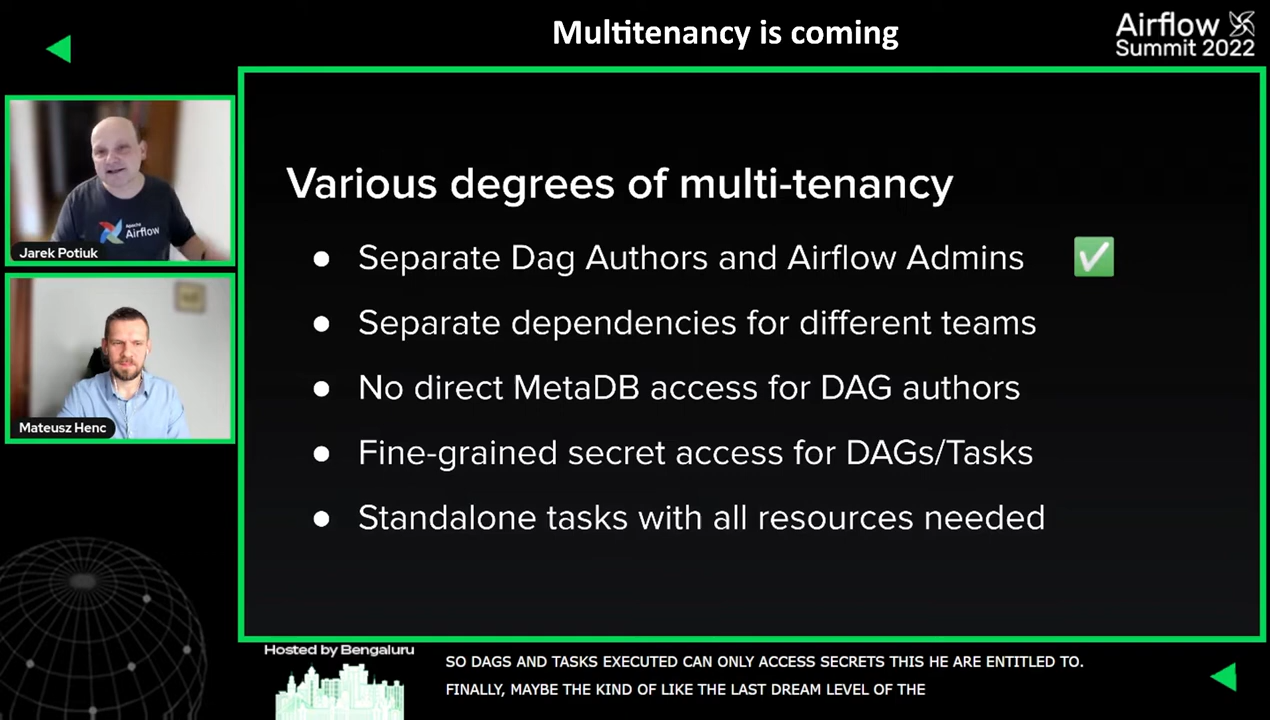 Multitenancy is coming
Airflow
Summit 2022
Apache
Airflow
Jarek Potiuk
Mateusz Henc
Various degrees of multi-tenancy
● Separate Dag Authors and Airflow Admins ✅
● Separate dependencies for different teams
● No direct MetaDB access for DAG authors
● Fine-grained secret access for DAGs/Tasks
● Standalone tasks with all resources needed
Hosted by Bengaluru
SO DAGS AND TASKS EXECUTED CAN ONLY ACCESS SECRETS THIS HE ARE ENTITLED TO.
FINALLY, MAYBE THE KIND OF LIKE THE LAST DREAM LEVEL OF THE